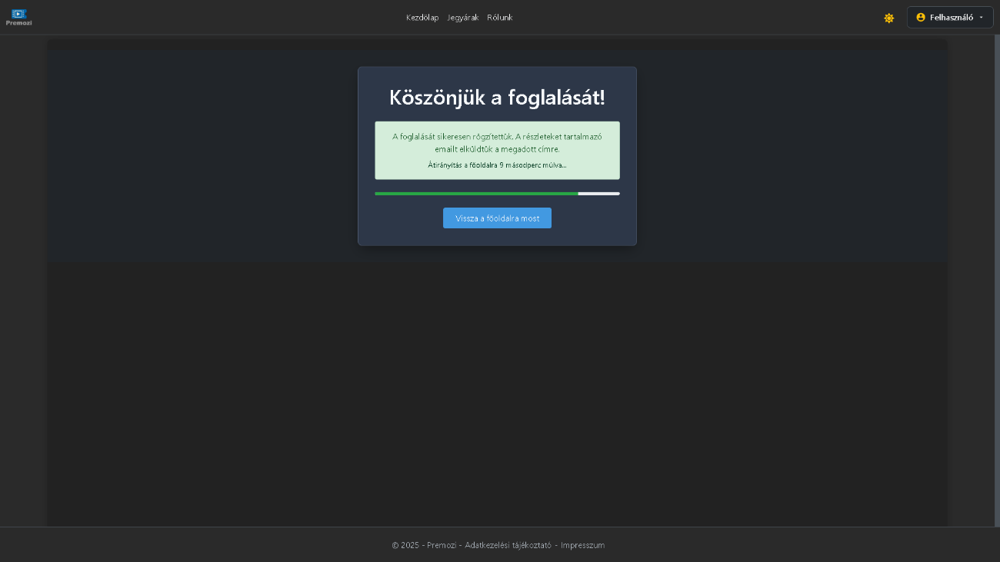 Premozi
Kezdőlap Jegyárak Rólunk
Felhasználó
Köszönjük a foglalását!
A foglalását sikeresen rögzítettük. A részleteket tartalmazó
emailt elküldtük a megadott címre.
Átirányítás a főoldalra 9 másodperc múlva...
Vissza a főoldalra most
© 2025 - Premozi - Adatkezelési tájékoztató - Impresszum